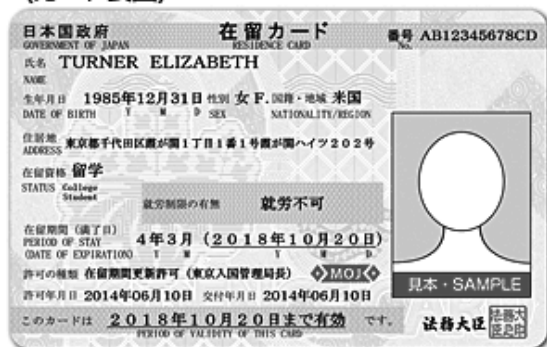 日本国政府 在留カード 番号 AB12345678CD
GOVERNMENT OF JAPAN RESIDENCE CARD No.
氏名 TURNER ELIZABETH
NAME
生年月日 1985年12月31日 性別 女 F. 国籍・地域 米国
DATE OF BIRTH Y M D SEX NATIONALITY/REGION
住居地 東京都千代田区霞が関1丁目1番1号霞が関ハイツ202号
ADDRESS
在留資格 留学
STATUS College Student
就労制限の有無 就労不可
在留期間(満了日) 4年3月(2018年10月20日)
PERIOD OF STAY
(DATE OF EXPIRATION) Y M Y M D
許可の種類 在留期間更新許可(東京入国管理局長) MOJ
見本・SAMPLE
許可年月日 2014年06月10日 交付年月日 2014年06月10日
このカードは 2018年10月20日まで有効 です。
PERIOD OF VALIDITY OF THIS CARD
法務大臣